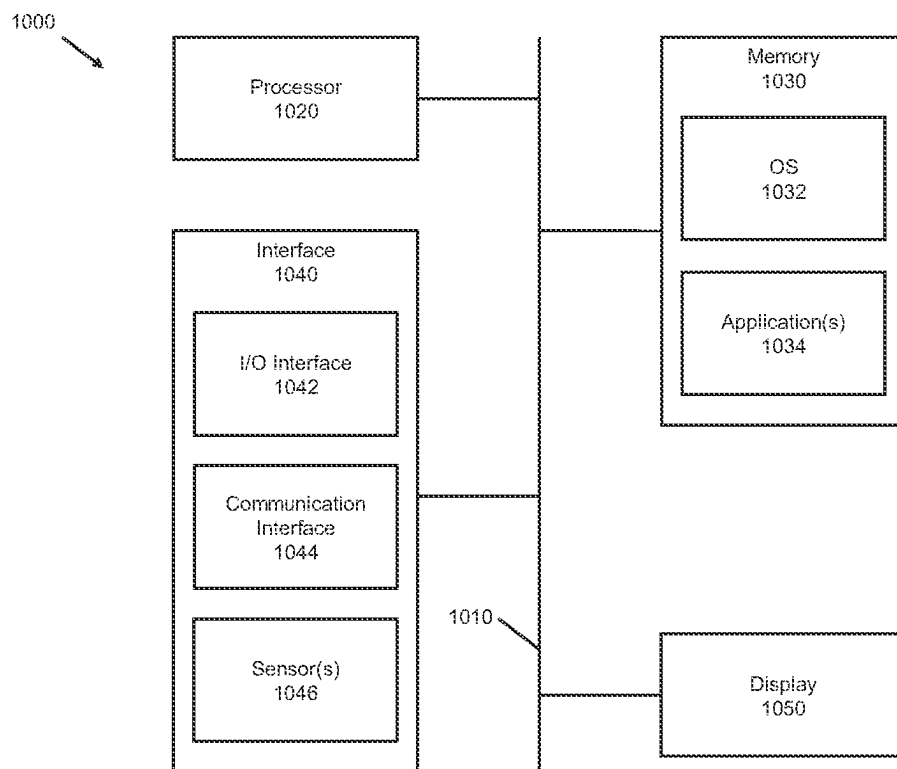 1000
Processor
1020
Memory
1030
OS
1032
Application(s)
1034
Interface
1040
I/O Interface
1042
Communication
Interface
1044
Sensor(s)
1046
1010
Display
1050